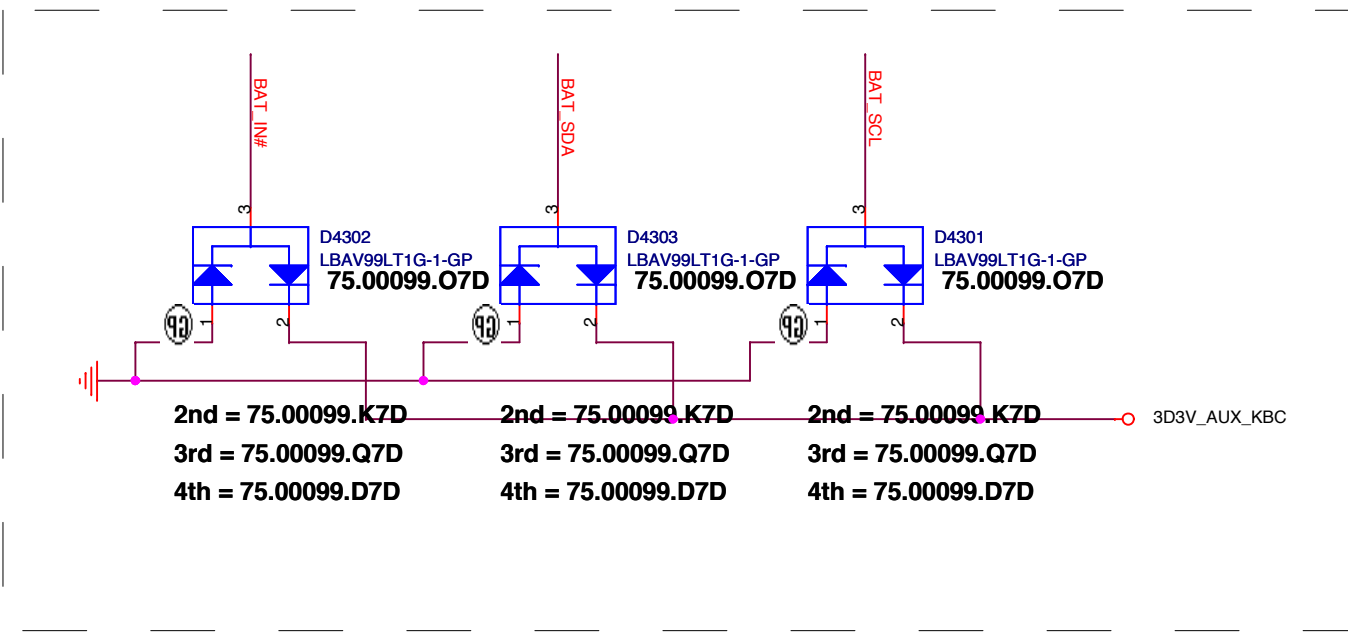 BAT_IN#
BAT_SDA
BAT_SCL
3
3
3
D4302
LBAV99LT1G-1-GP
75.00099.O7D
D4303
LBAV99LT1G-1-GP
75.00099.O7D
D4301
LBAV99LT1G-1-GP
75.00099.O7D
GP
1
2
GP
1
2
GP
1
2
2nd = 75.00099.K7D
3rd = 75.00099.Q7D
4th = 75.00099.D7D
2nd = 75.00099.K7D
3rd = 75.00099.Q7D
4th = 75.00099.D7D
2nd = 75.00099.K7D
3rd = 75.00099.Q7D
4th = 75.00099.D7D
3D3V_AUX_KBC